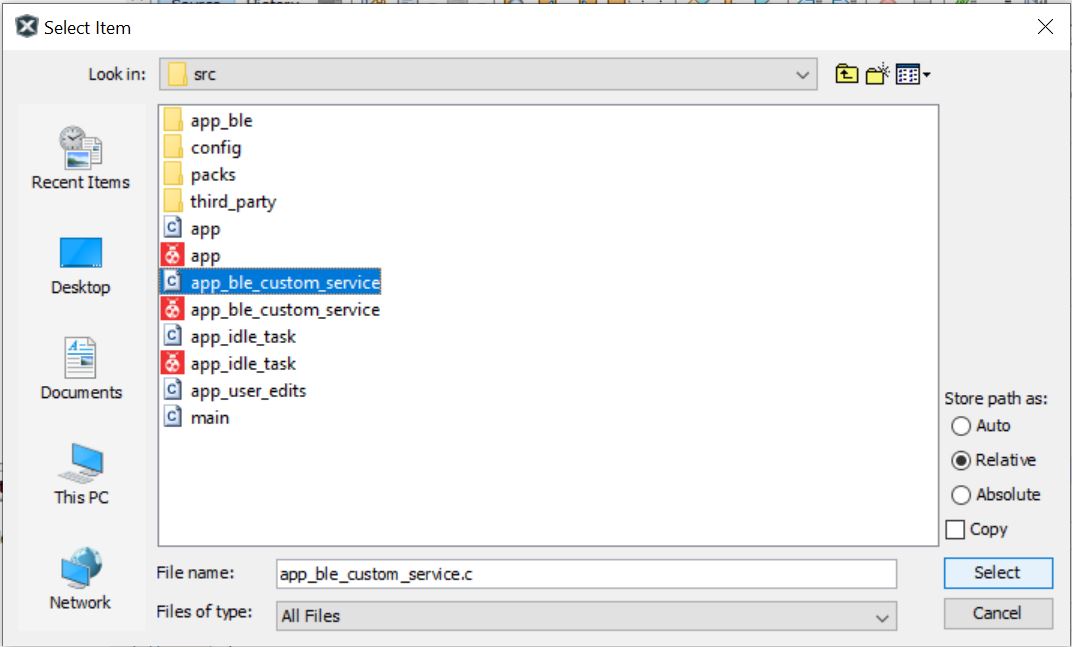 Select Item
Look in:
src
Recent Items
Desktop
Documents
This PC
Network
app_ble
config
packs
third_party
app
app
app_ble_custom_service
app_ble_custom_service
app_idle_task
app_idle_task
app_user_edits
main
Store path as:
Auto
Relative
Absolute
Copy
File name:
app_ble_custom_service.c
Select
Files of type:
All Files
Cancel